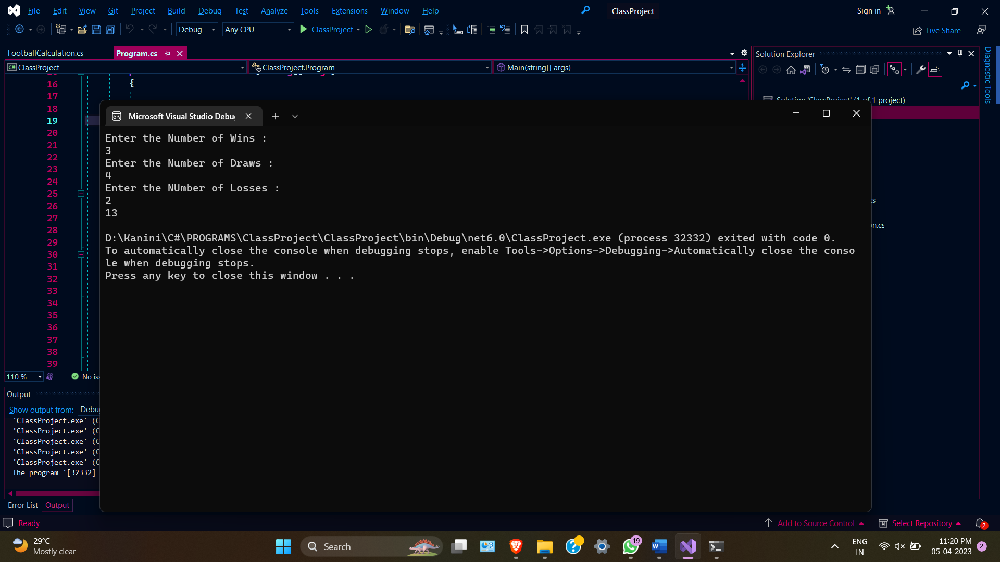 File Edit View Git Project Build Debug Test Analyze Tools Extensions Window Help ClassProject Sign in
Debug Any CPU ClassProject Live Share
FootballCalculation.cs Program.cs
Solution Explorer
Diagnostic Tools
ClassProject ClassProject.Program Main(string[] args)
16 {
17
Solution 'ClassProject' (1 of 1 project)
18
19
20
21
22
23
24
25
26
27
28
29
30
31
32
33
34
35
36
37
38
39
Microsoft Visual Studio Debug
Enter the Number of Wins :
3
Enter the Number of Draws :
4
Enter the NUmber of Losses :
2
13
D:\Kanini\C#\PROGRAMS\ClassProject\ClassProject\bin\Debug\net6.0\ClassProject.exe (process 32332) exited with code 0.
To automatically close the console when debugging stops, enable Tools->Options->Debugging->Automatically close the conso
le when debugging stops.
Press any key to close this window . . .
110 % No
Output
Show output from:
'ClassProject.exe' (C
'ClassProject.exe' (C
'ClassProject.exe' (C
'ClassProject.exe' (C
'ClassProject.exe' (C
The program '[32332]
Error List Output
Ready Add to Source Control Select Repository 2
29°C
Mostly clear
Search
19
ENG
IN
11:20 PM
05-04-2023
2